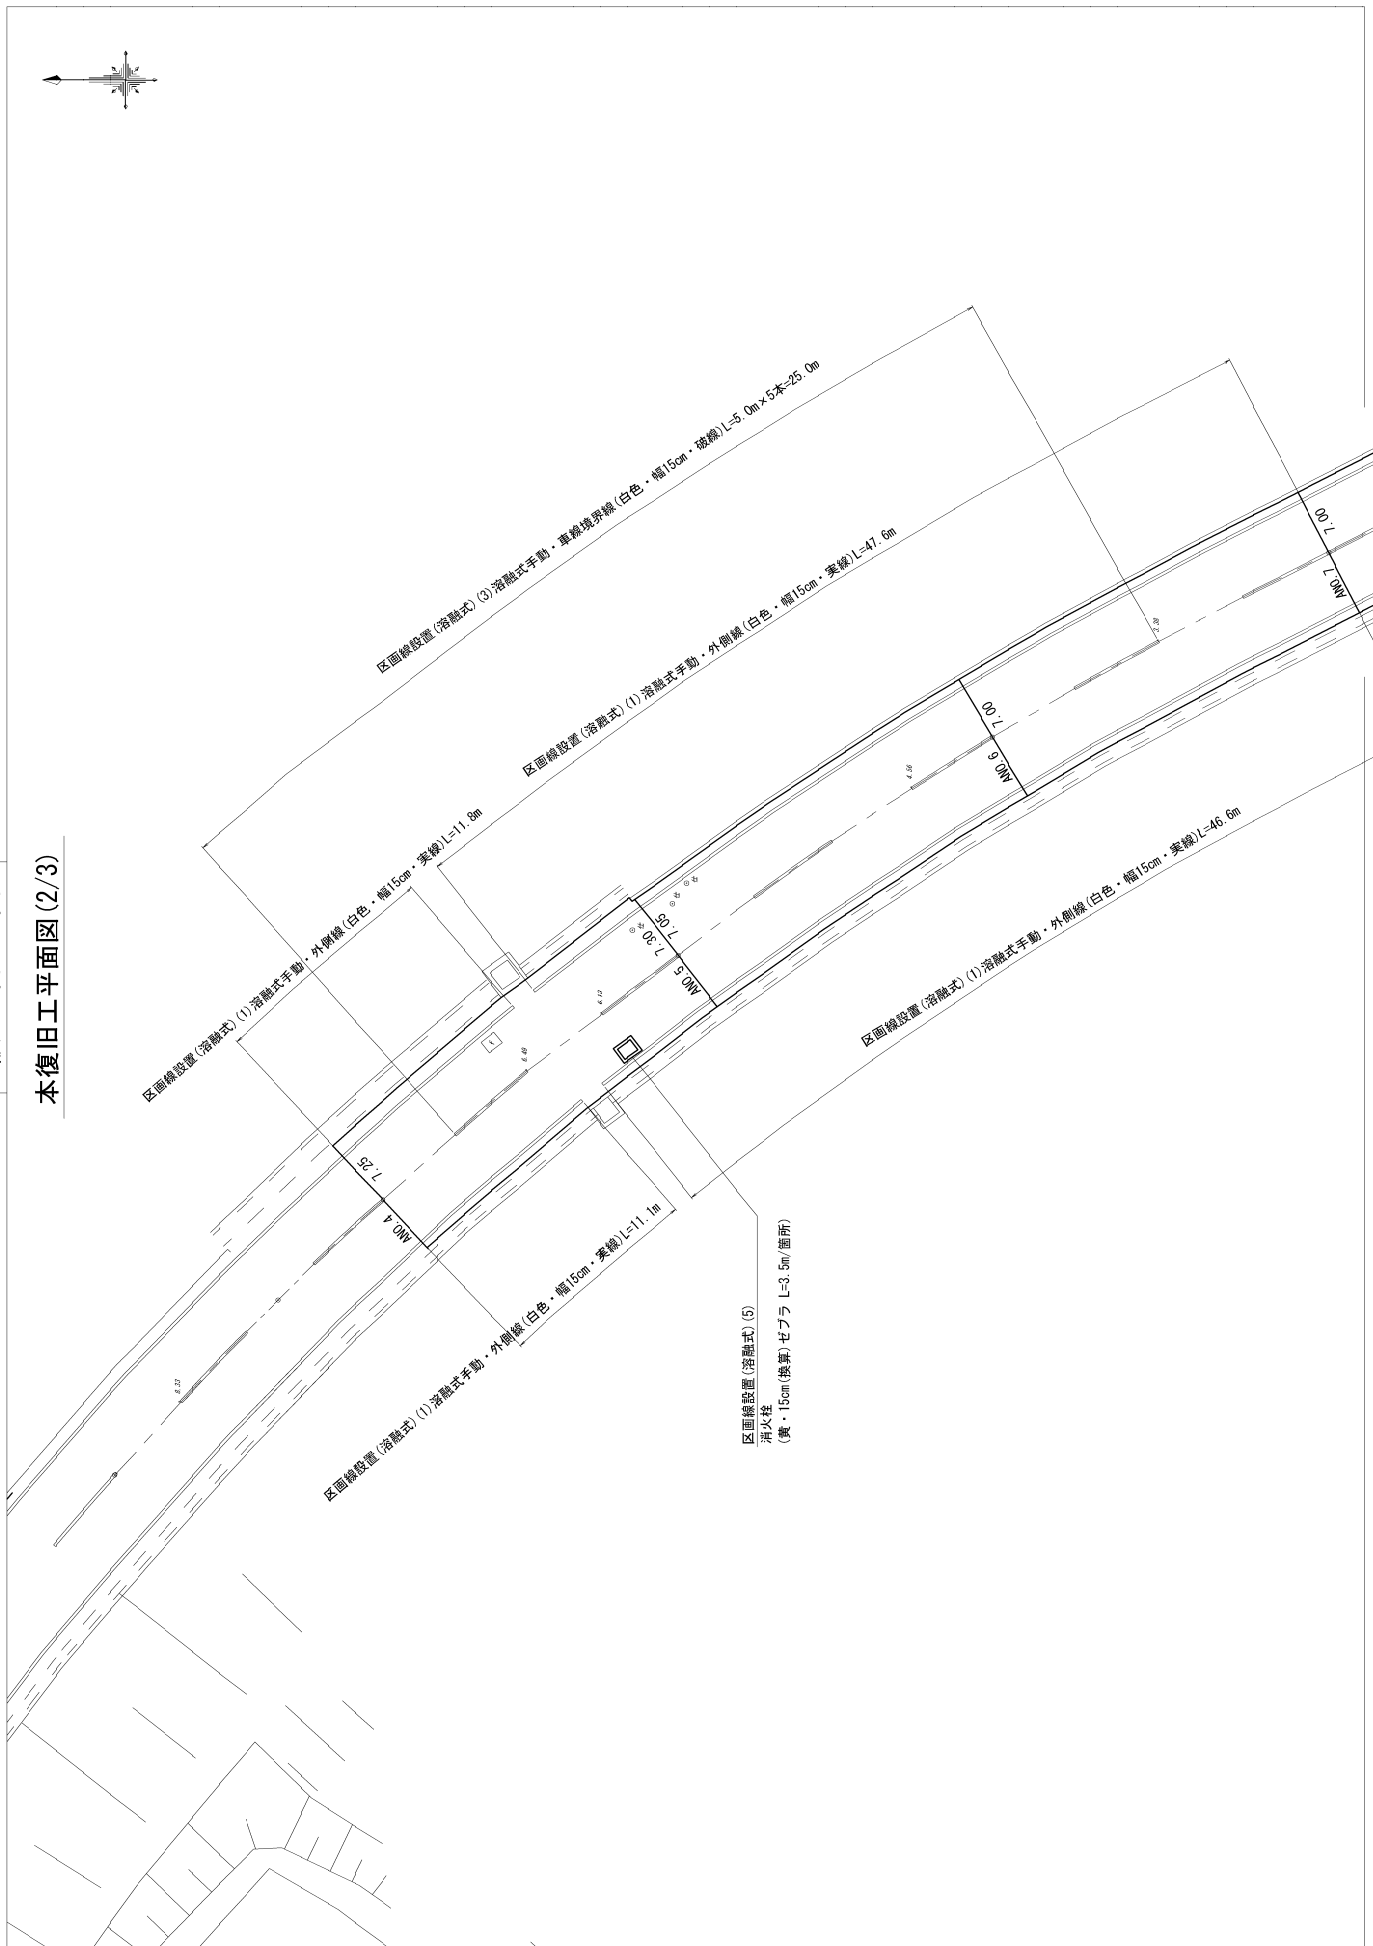 本復旧工平面図(2/3)
区画線設置(溶融式)(3)溶融式手動・車線境界線(白色・幅15cm・破線)L=5.0m×5本=25.0m
区画線設置(溶融式)(1)溶融式手動・外側線(白色・幅15cm・実線)L=47.6m
区画線設置(溶融式)(1)溶融式手動・外側線(白色・幅15cm・実線)L=11.8m
7.00
ANO.7
3.80
7.00
ANO.6
4.56
7.05
7.30
ANO.5
6.13
6.49
7.25
ANO.4
8.33
区画線設置(溶融式)(1)溶融式手動・外側線(白色・幅15cm・実線)L=46.6m
区画線設置(溶融式)(1)溶融式手動・外側線(白色・幅15cm・実線)L=11.1m
区画線設置(溶融式)(5)
消火栓
(黄・15cm(換算)ゼブラ L=3.5m/箇所)